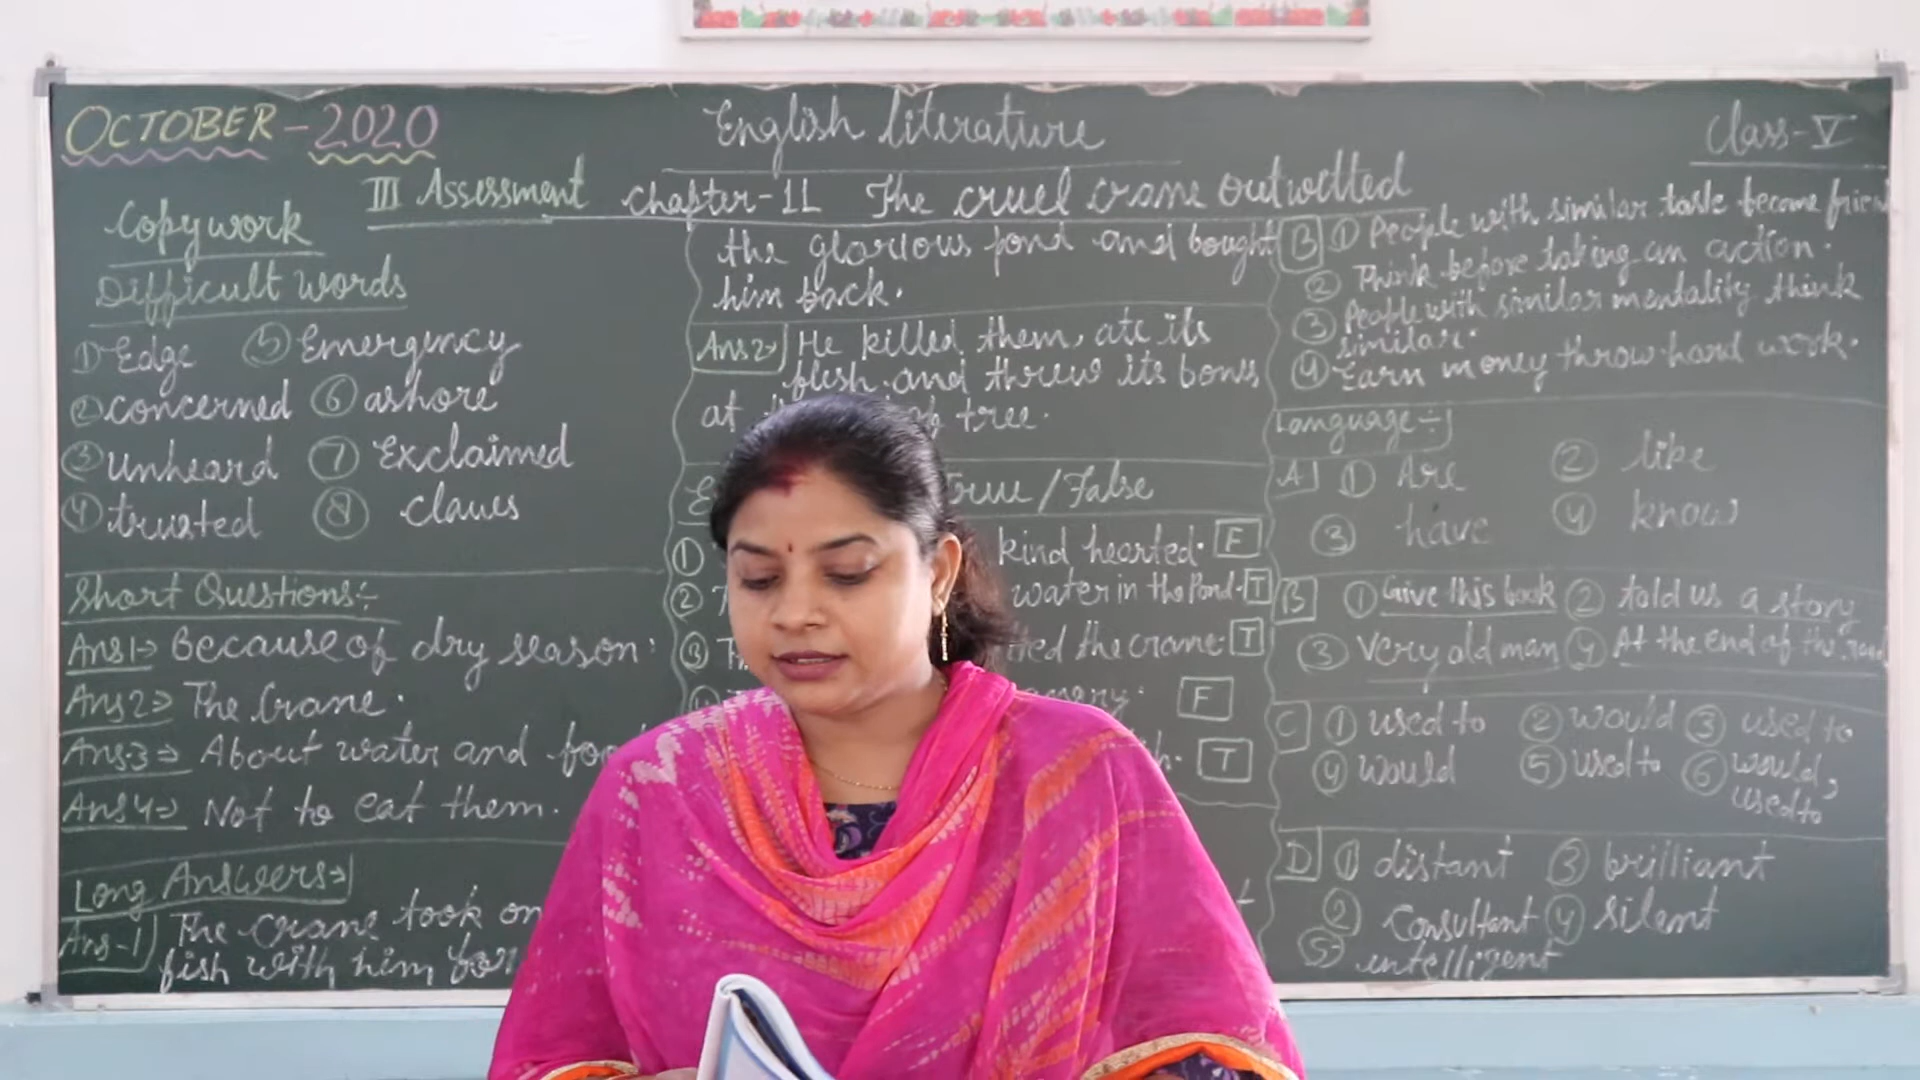 OCTOBER - 2020
English literature
Class - V
III Assessment
Chapter-11 The cruel crane outwitted
Copywork
Difficult words
① Edge ⑤ Emergency
② concerned ⑥ ashore
③ unheard ⑦ Exclaimed
④ trusted ⑧ claws
Short Questions:-
Ans1→ Because of dry season.
Ans2→ The Crane.
Ans3→ About water and
Ans4→ Not to eat them.
Long Answers→
Ans-1 The crane took
fish with him for
the glorious pond and bought
him back.
Ans2→ He killed them, ate its
flesh and threw its bones
at of tree.
True/False
① kind hearted. F
② water in the Pond. T
③ the crane. T
F
T
B ① People with similar taste become
② Think before taking an action.
③ People with similar mentality think
similar.
④ Earn money throw hard work.
Language:-
A ① Are ② like
③ have ④ know
B ① Give this book ② told us a story
③ very old man ④ At the end of the
C ① used to ② would ③ used to
④ would ⑤ used to ⑥ would,
used to
D ① distant ③ brilliant
② Consultant ④ silent
⑤ intelligent